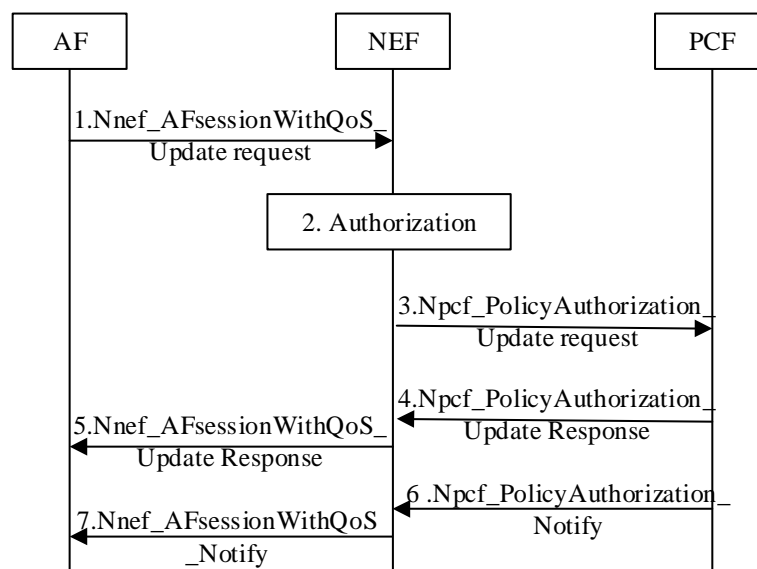 AF
NEF
PCF
1.Nnef_AFsessionWithQoS_
Update request
2. Authorization
3.Npcf_PolicyAuthorization_
Update request
4.Npcf_PolicyAuthorization_
Update Response
5.Nnef_AFsessionWithQoS_
Update Response
6 .Npcf_PolicyAuthorization_
Notify
7.Nnef_AFsessionWithQoS
_Notify